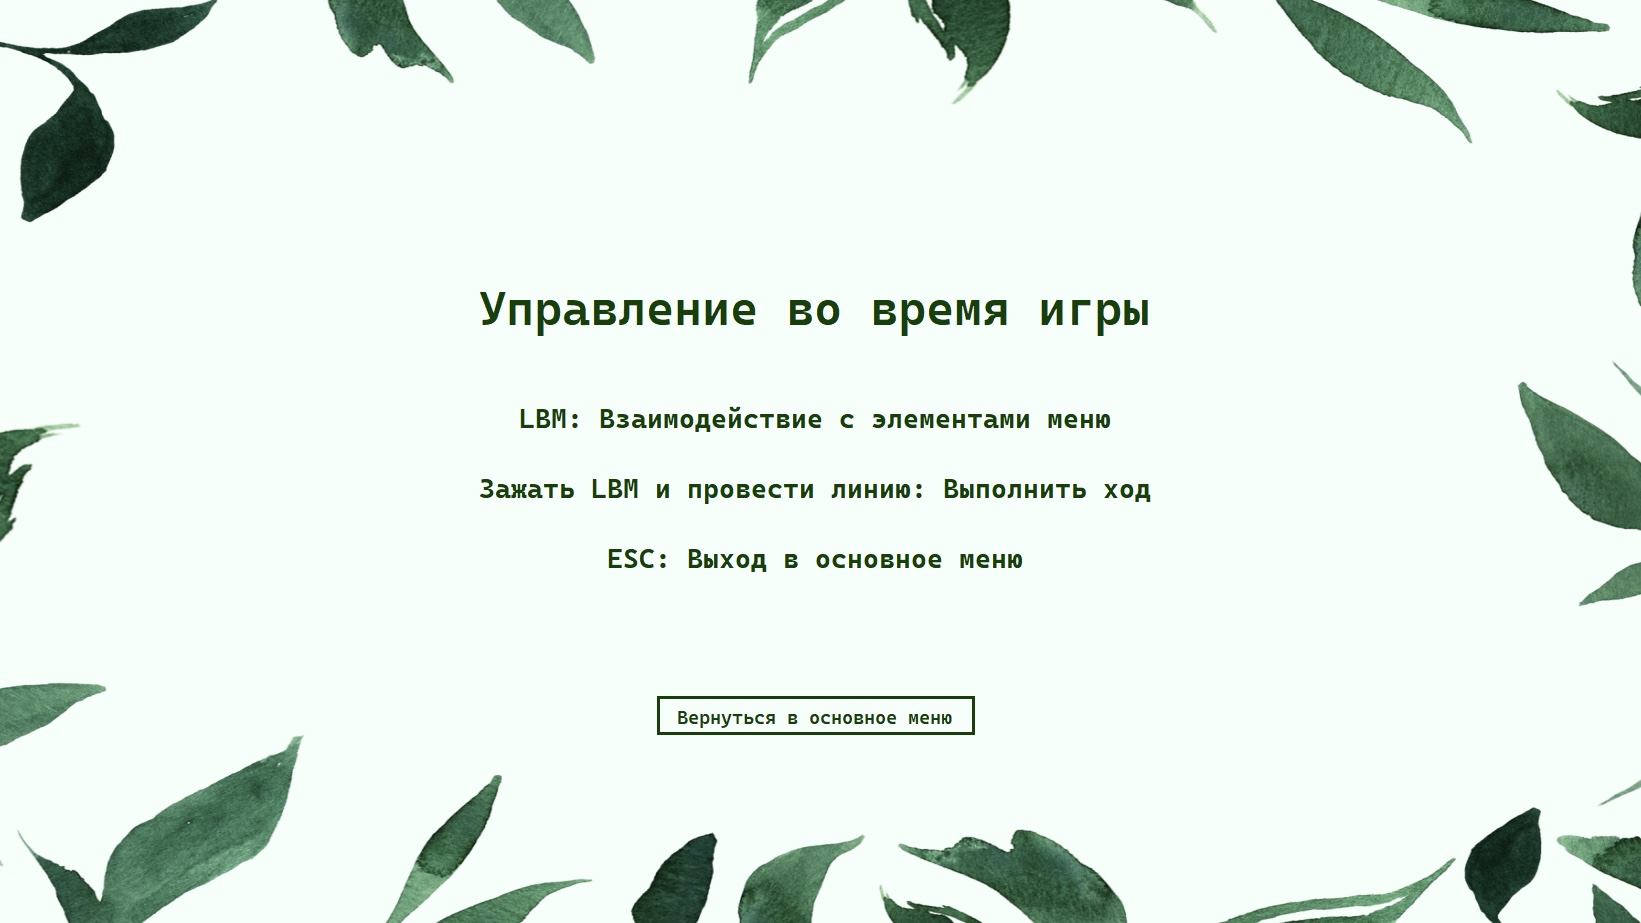 Управление во время игры
LBM: Взаимодействие с элементами меню
Зажать LBM и провести линию: Выполнить ход
ESC: Выход в основное меню
Вернуться в основное меню